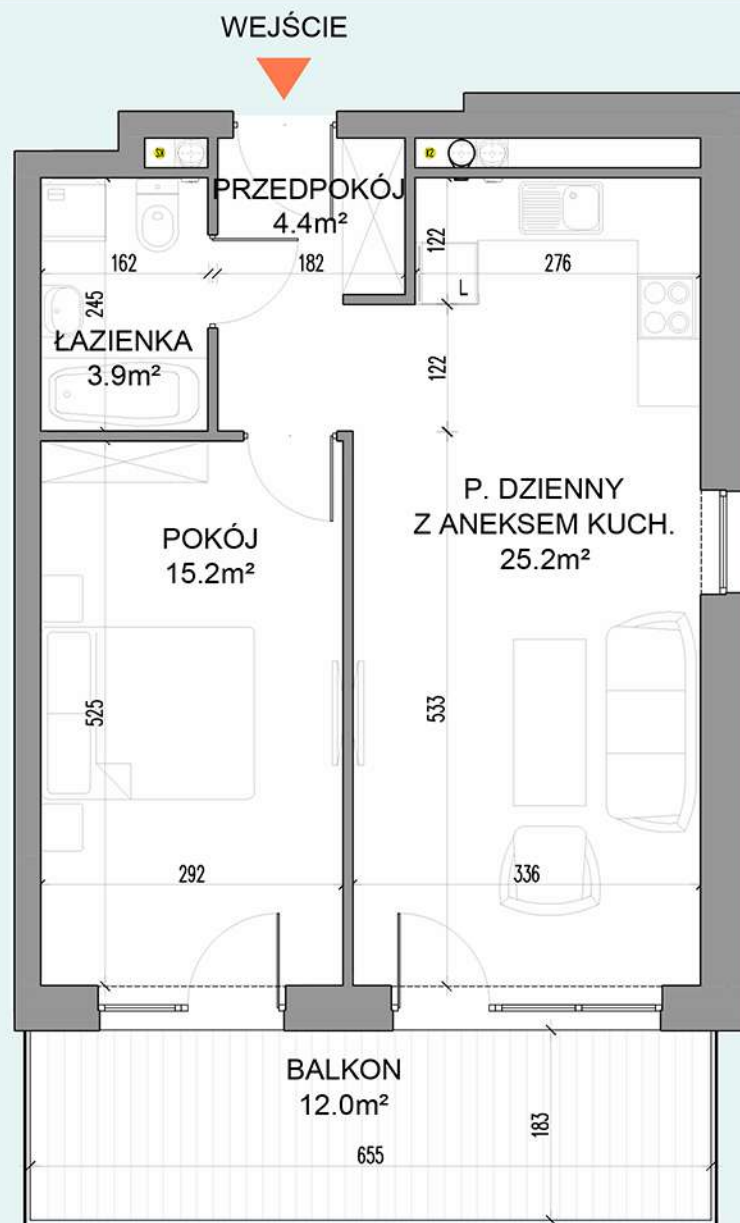 WEJŚCIE
PRZEDPOKÓJ
4.4m²
122
162
182
276
L
245
ŁAZIENKA
3.9m²
122
P. DZIENNY
Z ANEKSEM KUCH.
25.2m²
POKÓJ
15.2m²
525
533
292
336
BALKON
12.0m²
183
655